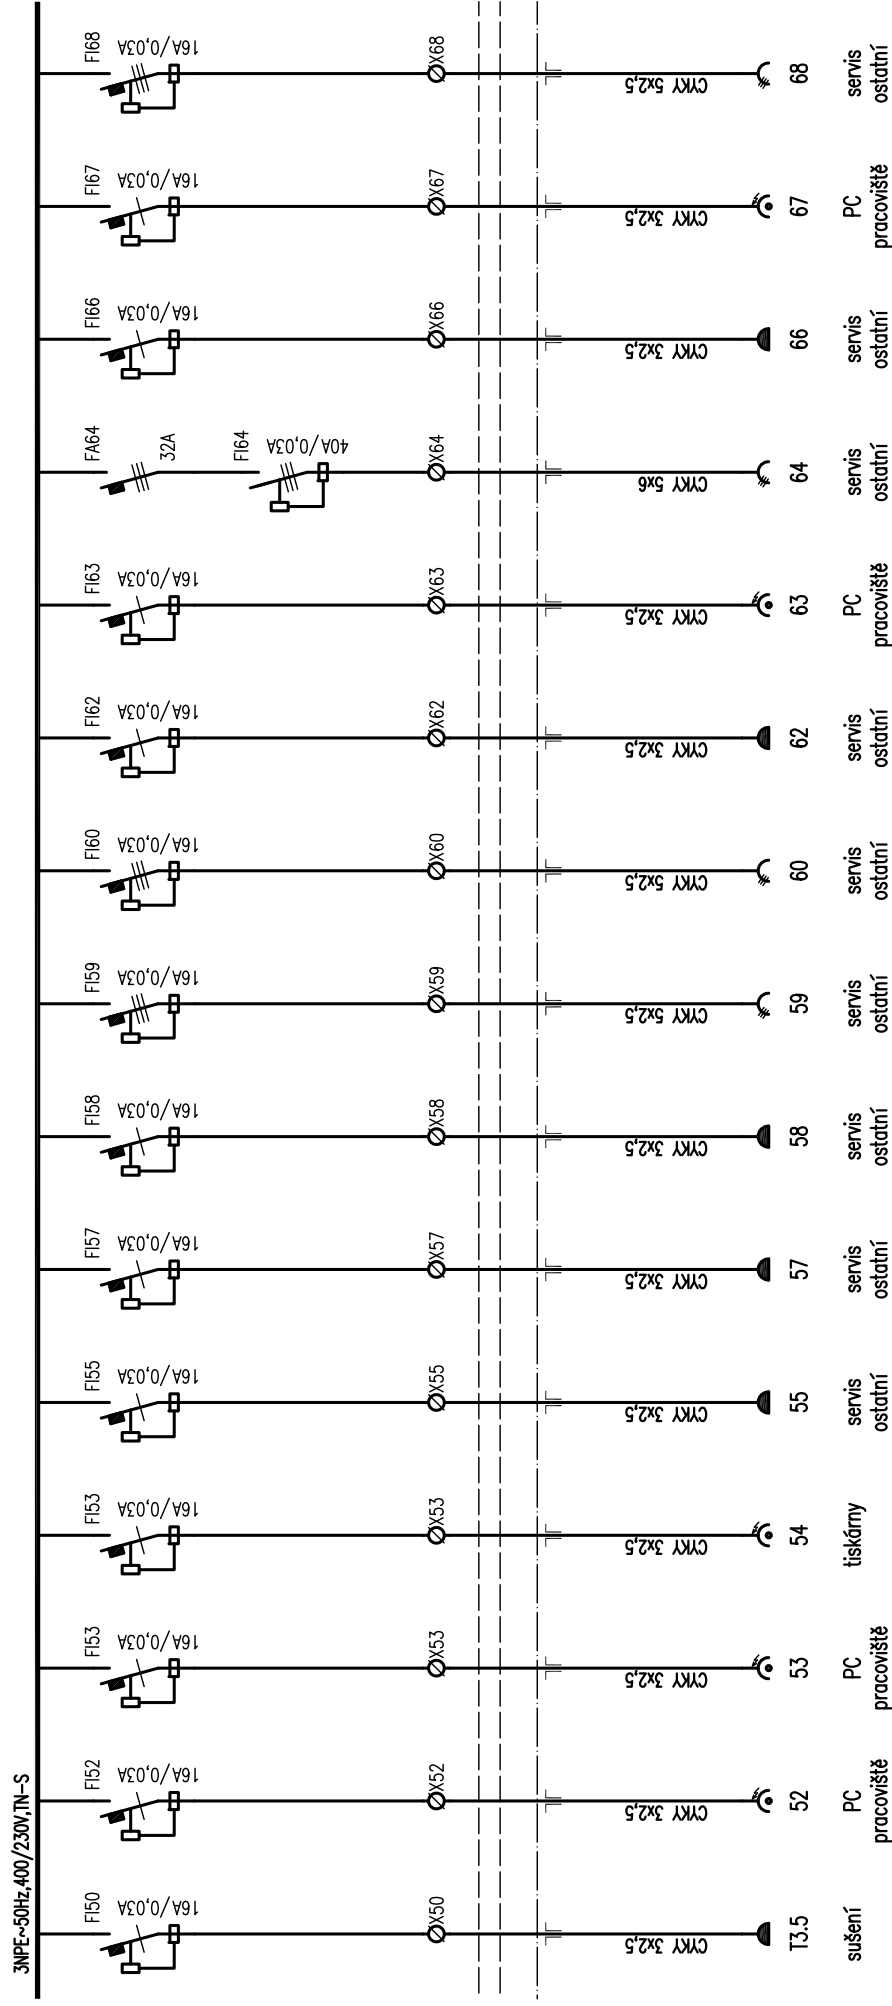 3NPE~50Hz,400/230V,TN-S
FI50
16A/0,03A
X50
CYKY 3x2,5
T3.5
sušení
FI52
16A/0,03A
X52
CYKY 3x2,5
52
PC
pracoviště
FI53
16A/0,03A
X53
CYKY 3x2,5
53
PC
pracoviště
FI53
16A/0,03A
X53
CYKY 3x2,5
54
tiskárny
FI55
16A/0,03A
X55
CYKY 3x2,5
55
servis
ostatní
FI57
16A/0,03A
X57
CYKY 3x2,5
57
servis
ostatní
FI58
16A/0,03A
X58
CYKY 3x2,5
58
servis
ostatní
FI59
16A/0,03A
X59
CYKY 5x2,5
59
servis
ostatní
FI60
16A/0,03A
X60
CYKY 5x2,5
60
servis
ostatní
FI62
16A/0,03A
X62
CYKY 3x2,5
62
servis
ostatní
FI63
16A/0,03A
X63
CYKY 3x2,5
63
PC
pracoviště
FA64
32A
FI64
40A/0,03A
X64
CYKY 5x6
64
servis
ostatní
FI66
16A/0,03A
X66
CYKY 3x2,5
66
servis
ostatní
FI67
16A/0,03A
X67
CYKY 3x2,5
67
PC
pracoviště
FI68
16A/0,03A
X68
CYKY 5x2,5
68
servis
ostatní